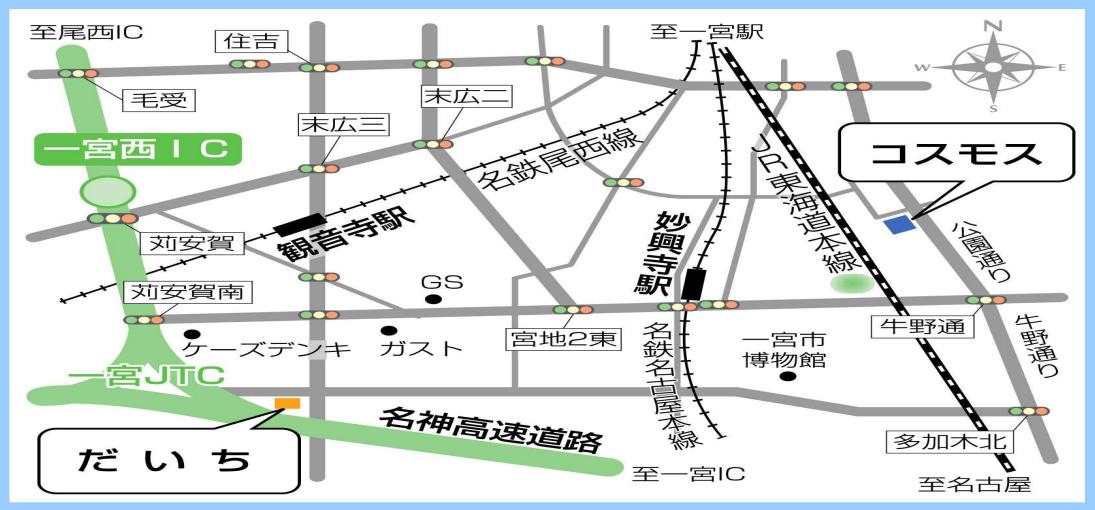 至尾西IC
住吉
至一宮駅
N
W
E
S
毛受
末広二
末広三
一宮西IC
名鉄尾西線
JR東海道本線
コスモス
苅安賀
観音寺駅
妙興寺駅
公園通り
苅安賀南
GS
ケーズデンキ
ガスト
宮地2東
名鉄名古屋本線
一宮市
博物館
牛野通
牛野通り
一宮JTC
名神高速道路
だいち
至一宮IC
多加木北
至名古屋